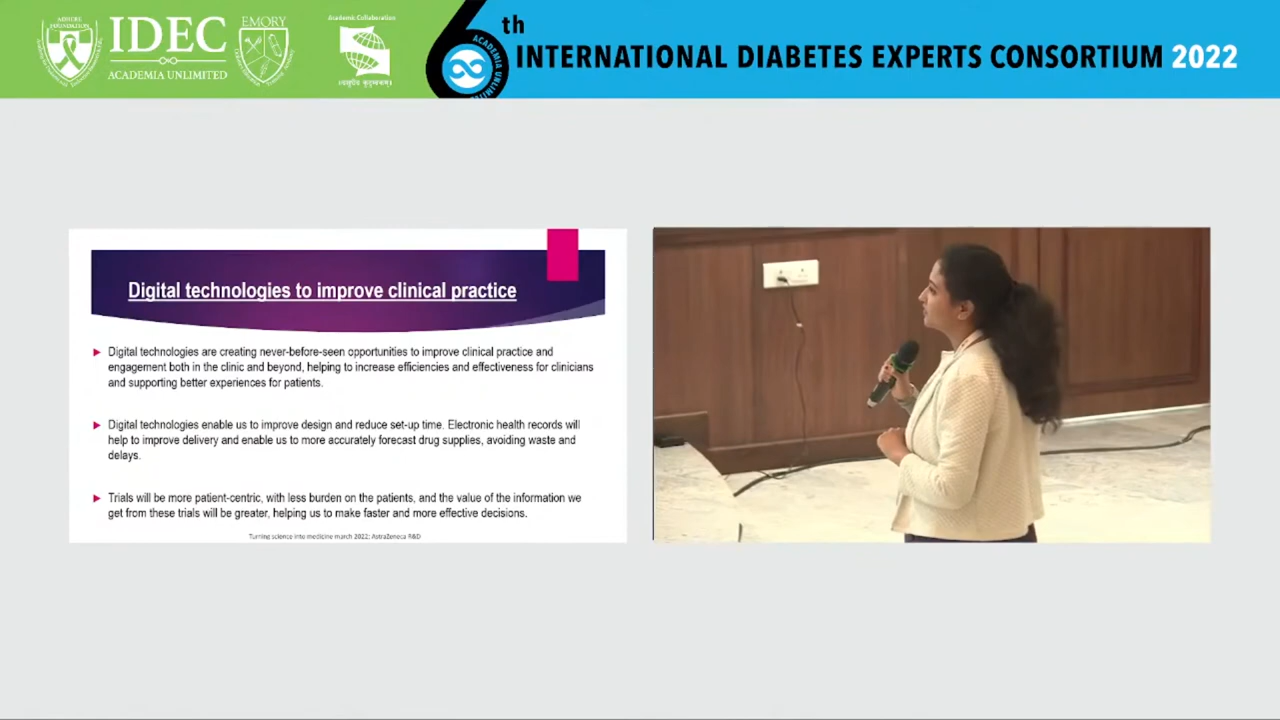 ADHERE
FOUNDATION
IDEC
ACADEMIA UNLIMITED
EMORY
Academic Collaboration
6th
ACADEMIA UNLIMITED
INTERNATIONAL DIABETES EXPERTS CONSORTIUM 2022
Digital technologies to improve clinical practice
Digital technologies are creating never-before-seen opportunities to improve clinical practice and
engagement both in the clinic and beyond, helping to increase efficiencies and effectiveness for clinicians
and supporting better experiences for patients.
Digital technologies enable us to improve design and reduce set-up time. Electronic health records will
help to improve delivery and enable us to more accurately forecast drug supplies, avoiding waste and
delays.
Trials will be more patient-centric, with less burden on the patients, and the value of the information we
get from these trials will be greater, helping us to make faster and more effective decisions.
Turning science into medicine march 2022; AstraZeneca R&D